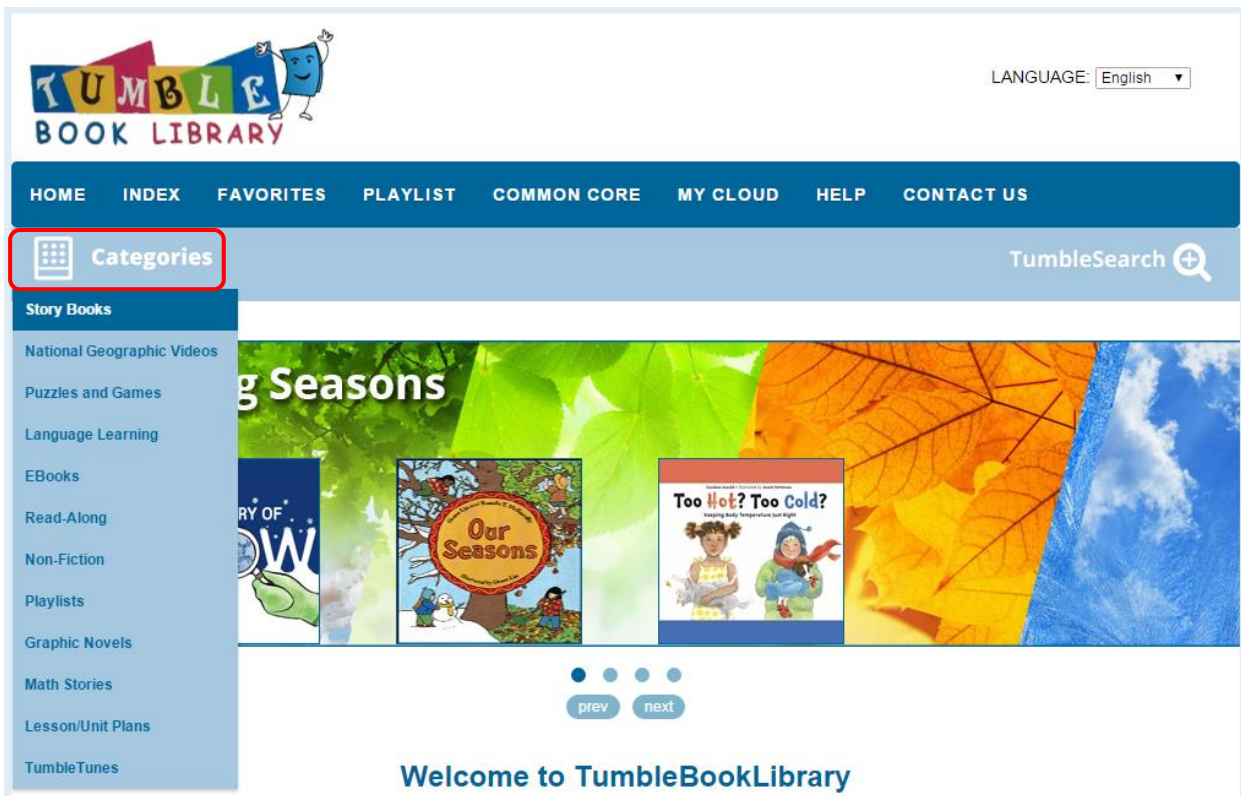 TUMBLE
BOOK LIBRARY
LANGUAGE: English
HOME INDEX FAVORITES PLAYLIST COMMON CORE MY CLOUD HELP CONTACT US
Categories
TumbleSearch
Story Books
National Geographic Videos
Puzzles and Games
Language Learning
EBooks
Read-Along
Non-Fiction
Playlists
Graphic Novels
Math Stories
Lesson/Unit Plans
TumbleTunes
g Seasons
RY OF
OW
Our
Seasons
Too Hot? Too Cold?
Keeping Body Temperature Just Right
prev next
Welcome to TumbleBookLibrary